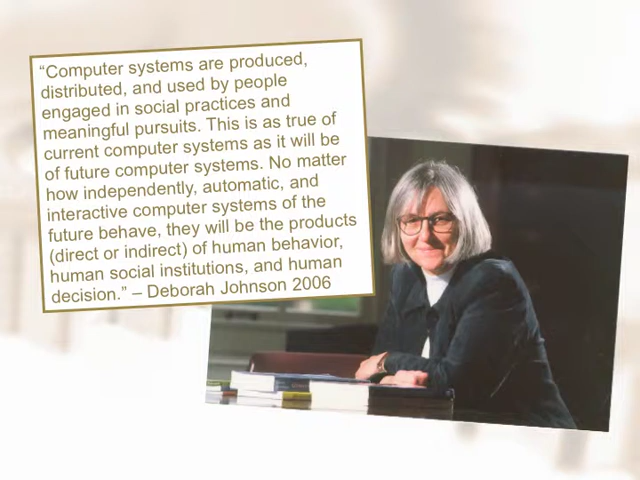 “Computer systems are produced,
distributed, and used by people
engaged in social practices and
meaningful pursuits. This is as true of
current computer systems as it will be
of future computer systems. No matter
how independently, automatic, and
interactive computer systems of the
future behave, they will be the products
(direct or indirect) of human behavior,
human social institutions, and human
decision.” – Deborah Johnson 2006